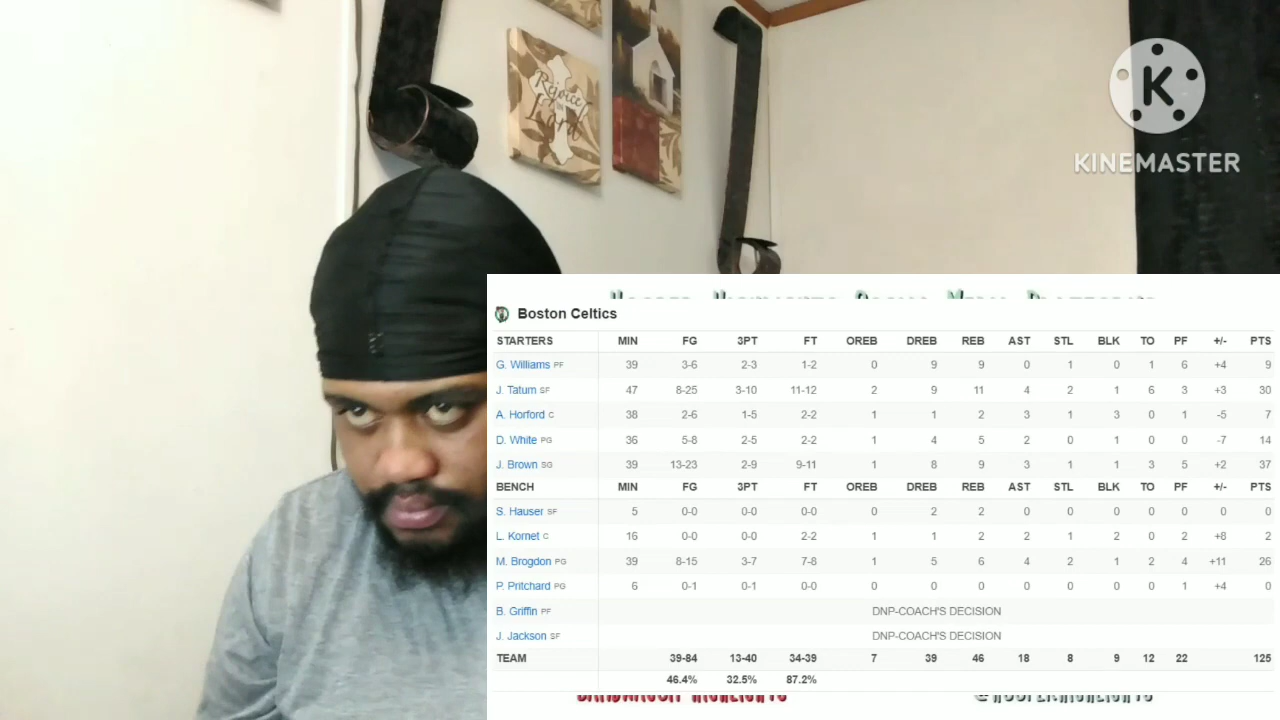 Rejoice
IN
Lord
K
KINEMASTER
Boston Celtics
STARTERS MIN FG 3PT FT OREB DREB REB AST STL BLK TO PF +/- PTS
G. Williams PF 39 3-6 2-3 1-2 0 9 9 0 1 0 1 6 +4 9
J. Tatum SF 47 8-25 3-10 11-12 2 9 11 4 2 1 6 3 +3 30
A. Horford C 38 2-6 1-5 2-2 1 1 2 3 1 3 0 1 -5 7
D. White PG 36 5-8 2-5 2-2 1 4 5 2 0 1 0 0 -7 14
J. Brown SG 39 13-23 2-9 9-11 1 8 9 3 1 1 3 5 +2 37
BENCH MIN FG 3PT FT OREB DREB REB AST STL BLK TO PF +/- PTS
S. Hauser SF 5 0-0 0-0 0-0 0 2 2 0 0 0 0 0 0 0
L. Kornet C 16 0-0 0-0 2-2 1 1 2 2 1 2 0 2 +8 2
M. Brogdon PG 39 8-15 3-7 7-8 1 5 6 4 2 1 2 4 +11 26
P. Pritchard PG 6 0-1 0-1 0-0 0 0 0 0 0 0 0 1 +4 0
B. Griffin PF DNP-COACH'S DECISION
J. Jackson SF DNP-COACH'S DECISION
TEAM 39-84 13-40 34-39 7 39 46 18 8 9 12 22 125
46.4% 32.5% 87.2%